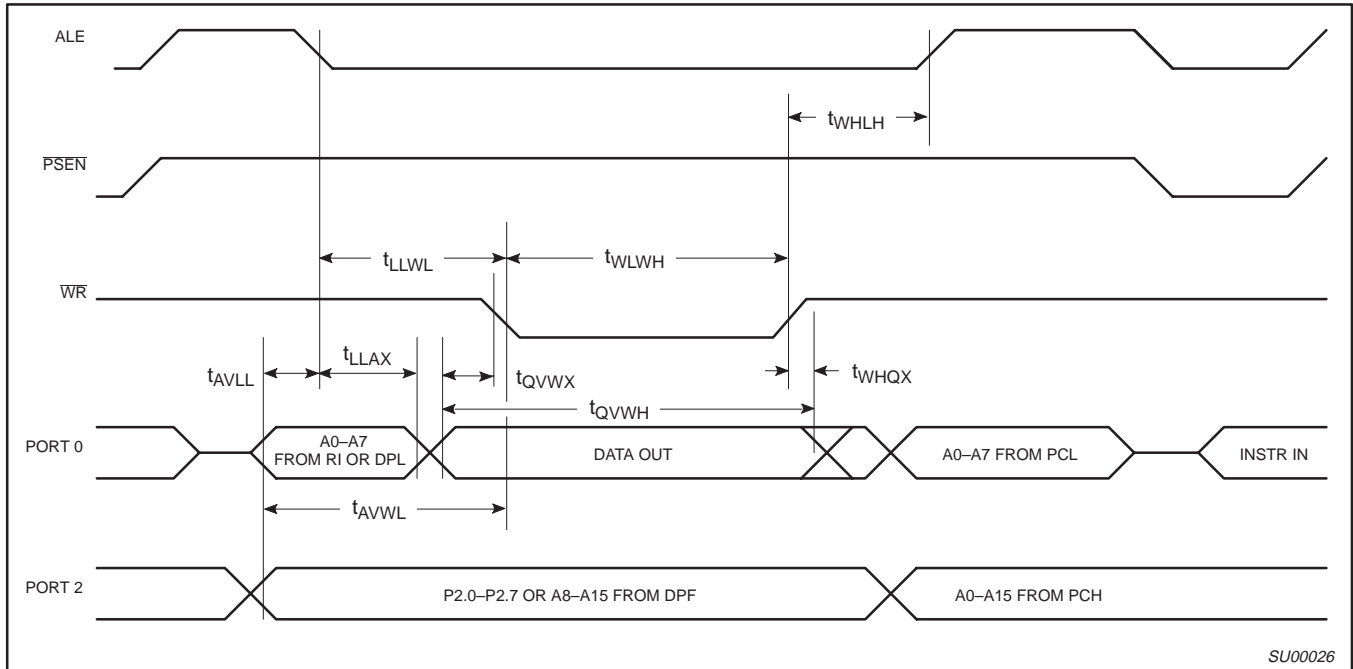 ALE
tWHLH
PSEN
tLLWL
tWLWH
WR
tAVLL
tLLAX
tQVWX
tWHQX
tQVWH
PORT 0
A0–A7
FROM RI OR DPL
DATA OUT
A0–A7 FROM PCL
INSTR IN
tAVWL
PORT 2
P2.0–P2.7 OR A8–A15 FROM DPF
A0–A15 FROM PCH
SU00026